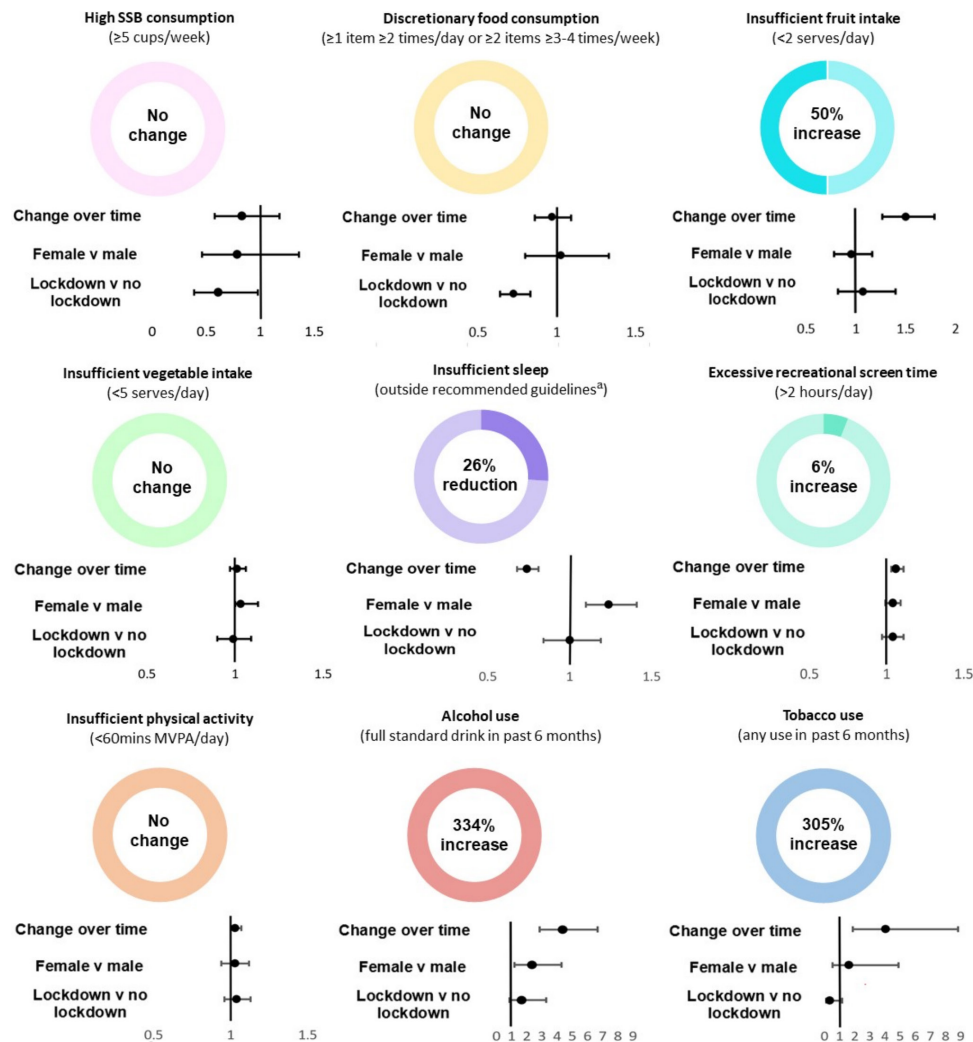 High SSB consumption
(≥5 cups/week)
No
change
Change over time
Female v male
Lockdown v no
lockdown
0 0.5 1 1.5
Discretionary food consumption
(≥1 item ≥2 times/day or ≥2 items ≥3-4 times/week)
No
change
Change over time
Female v male
Lockdown v no
lockdown
0.5 1 1.5
Insufficient fruit intake
(<2 serves/day)
50%
increase
Change over time
Female v male
Lockdown v no
lockdown
0.5 1 2
Insufficient vegetable intake
(<5 serves/day)
No
change
Change over time
Female v male
Lockdown v no
lockdown
0.5 1 1.5
Insufficient sleep
(outside recommended guidelinesᵃ)
26%
reduction
Change over time
Female v male
Lockdown v no
lockdown
0.5 1 1.5
Excessive recreational screen time
(>2 hours/day)
6%
increase
Change over time
Female v male
Lockdown v no
lockdown
0.5 1 1.5
Insufficient physical activity
(<60mins MVPA/day)
No
change
Change over time
Female v male
Lockdown v no
lockdown
0.5 1 1.5
Alcohol use
(full standard drink in past 6 months)
334%
increase
Change over time
Female v male
Lockdown v no
lockdown
0 1 2 3 4 5 6 7 8 9
Tobacco use
(any use in past 6 months)
305%
increase
Change over time
Female v male
Lockdown v no
lockdown
0 1 2 3 4 5 6 7 8 9